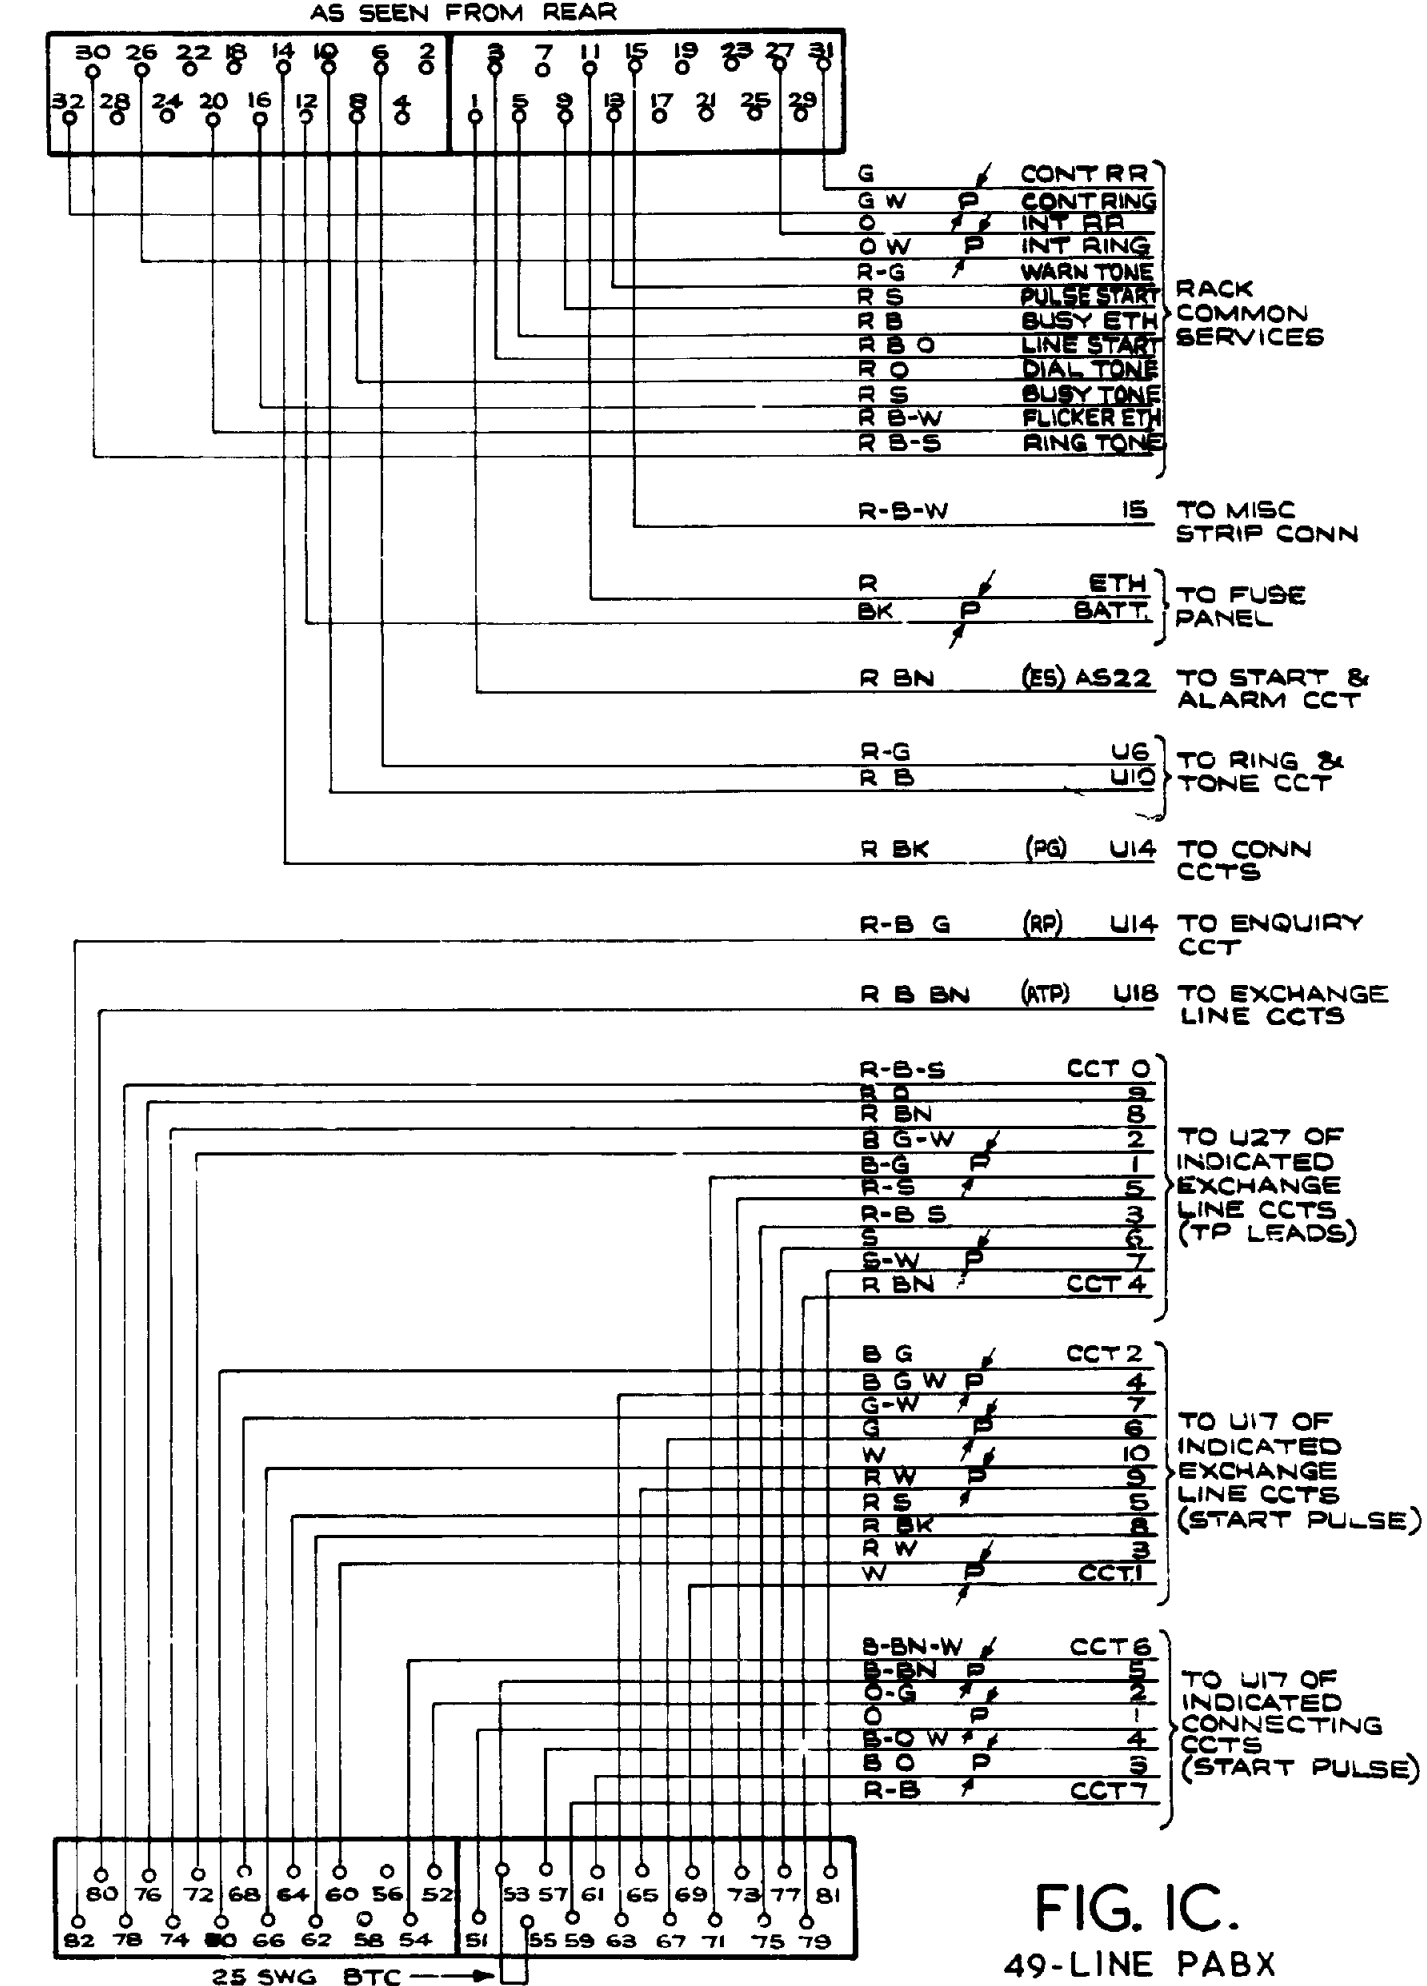 AS SEEN FROM REAR
30 26 22 18 14 10 6 2 3 7 11 15 19 23 27 31
32 28 24 20 16 12 8 4 1 5 9 13 17 21 25 29
G CONT RR
G W P CONT RING
O INT RR
O W P INT RING
R-G WARN TONE
R S PULSE START
R B BUSY ETH
R B O LINE START
R O DIAL TONE
R S BUSY TONE
R B-W FLICKER ETH
R B-S RING TONE
RACK
COMMON
SERVICES
R-B-W 15 TO MISC
STRIP CONN
R ETH
BK P BATT.
TO FUSE
PANEL
R BN (ES) AS22 TO START &
ALARM CCT
R-G U6
R B U10
TO RING &
TONE CCT
R BK (PG) U14 TO CONN
CCTS
R-B G (RP) U14 TO ENQUIRY
CCT
R B BN (ATP) U18 TO EXCHANGE
LINE CCTS
R-B-S CCT 0
R O 9
R BN 8
B G-W 2
B-G P 1
R-S 5
R-B S 3
S 6
S-W P 7
R BN CCT 4
TO U27 OF
INDICATED
EXCHANGE
LINE CCTS
(TP LEADS)
B G CCT 2
B G W P 4
G-W 7
G P 6
W 10
R W P 9
R S 5
R BK 8
R W 3
W P CCT.1
TO U17 OF
INDICATED
EXCHANGE
LINE CCTS
(START PULSE)
B-BN-W CCT 6
B-BN P 5
O-G 2
O P 1
B-O W 4
B O P
R-B CCT 7
TO U17 OF
INDICATED
CONNECTING
CCTS
(START PULSE)
80 76 72 68 64 60 56 52 53 57 61 65 69 73 77 81
82 78 74 66 62 58 54 51 55 59 63 67 71 75 79
25 SWG BTC
FIG. 1C.
49-LINE PABX